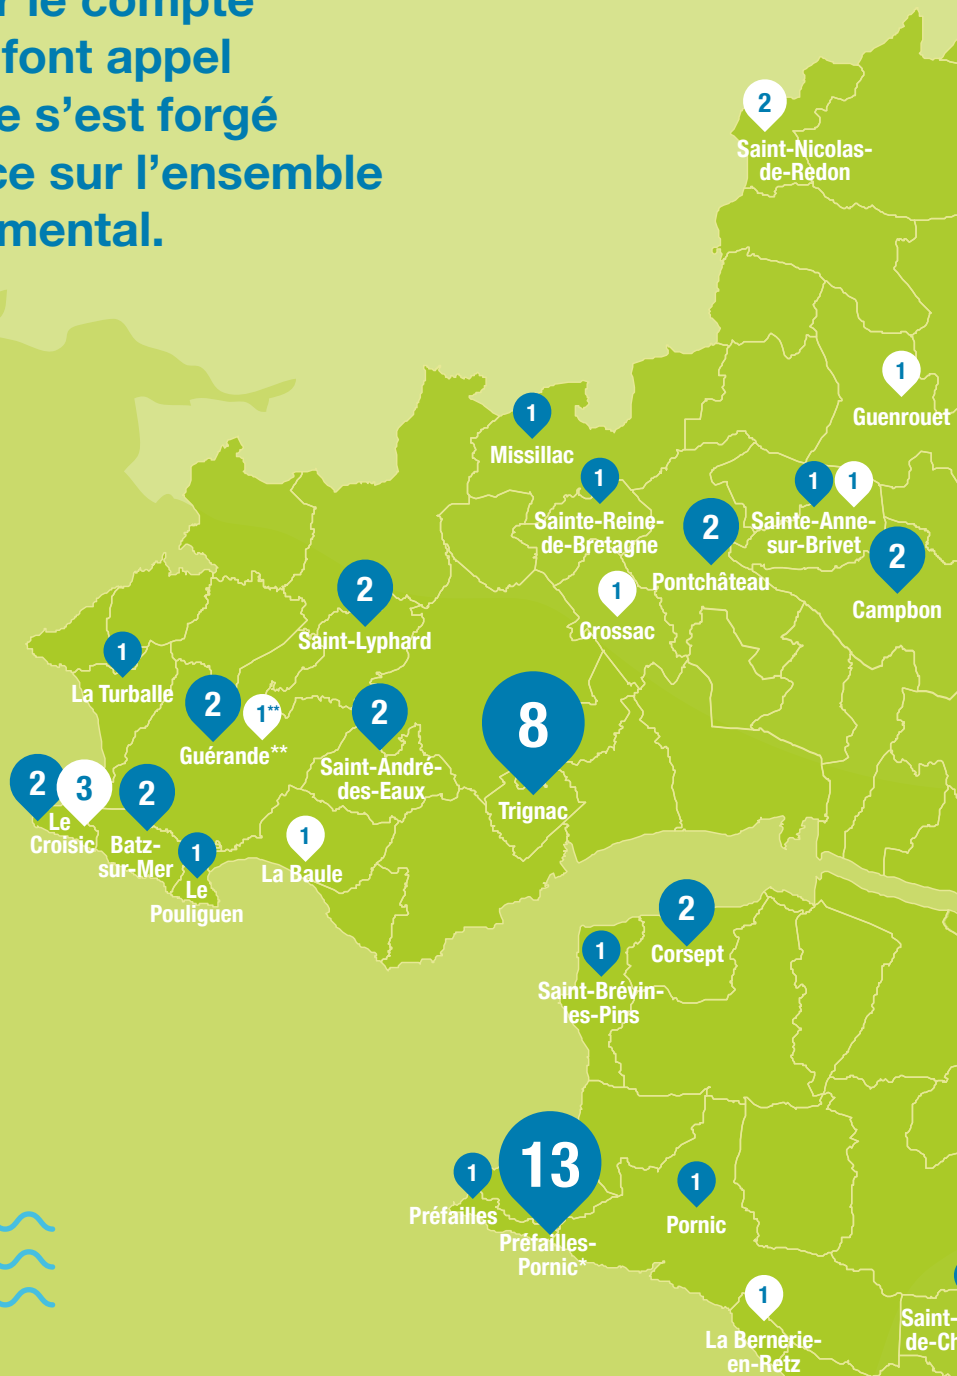 r le compte
font appel
e s’est forgé
ce sur l’ensemble
mental.
2
Saint-Nicolas-
de-Redon
1
Guenrouet
1
Missillac
1
Sainte-Reine-
de-Bretagne
2
Pontchâteau
1 1
Sainte-Anne-
sur-Brivet
2
Campbon
1
Crossac
2
Saint-Lyphard
1
La Turballe
2 1**
Guérande**
2
Saint-André-
des-Eaux
8
Trignac
2 3
Le
Croisic
2
Batz-
sur-Mer
1
Le
Pouliguen
1
La Baule
2
Corsept
1
Saint-Brévin-
les-Pins
1
Préfailles
13
Préfailles-
Pornic*
1
Pornic
1
La Bernerie-
en-Retz
Saint-
de-Ch